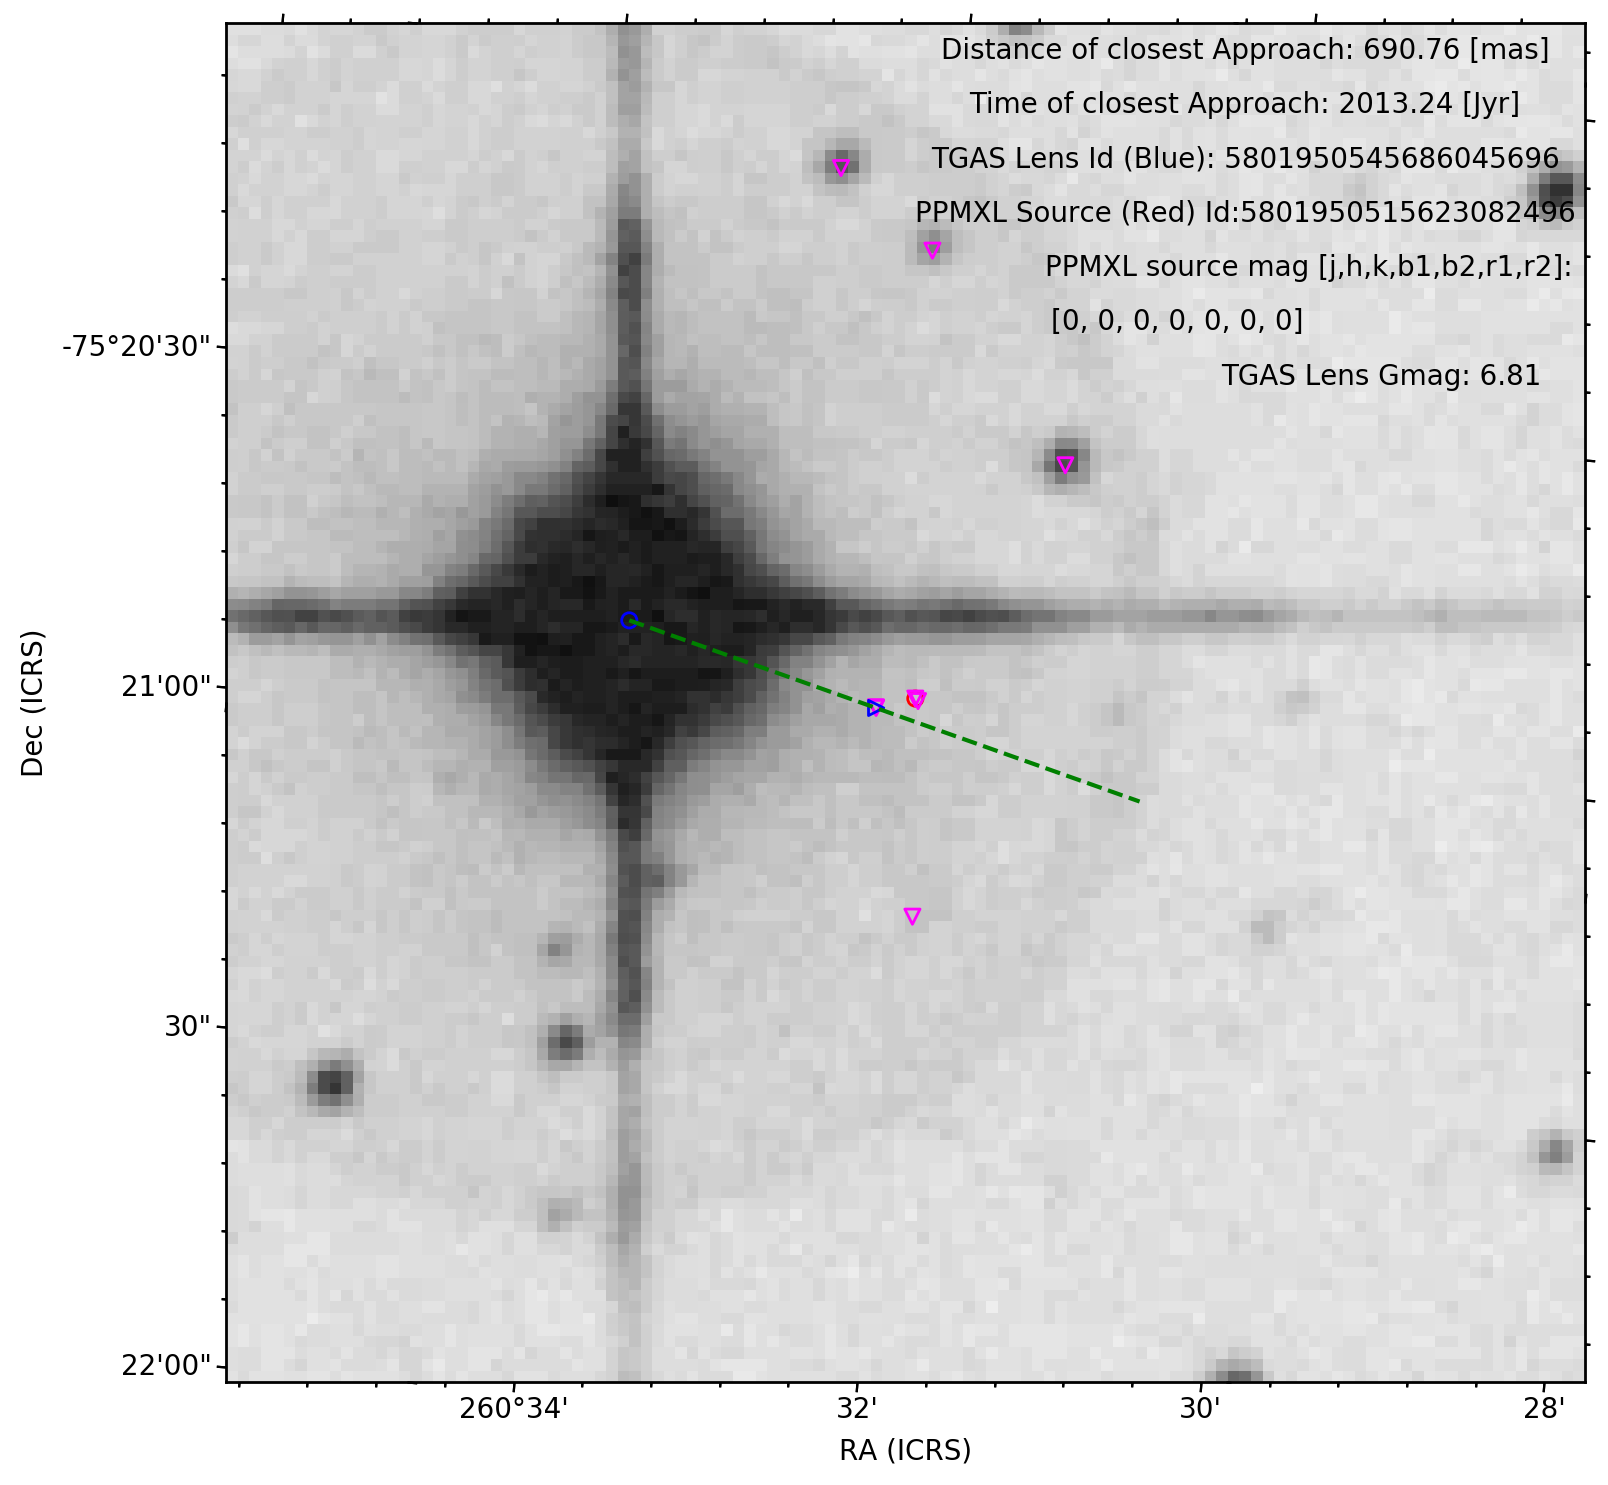 Distance of closest Approach: 690.76 [mas]
Time of closest Approach: 2013.24 [Jyr]
TGAS Lens Id (Blue): 5801950545686045696
PPMXL Source (Red) Id:5801950515623082496
PPMXL source mag [j,h,k,b1,b2,r1,r2]:
[0, 0, 0, 0, 0, 0, 0]
TGAS Lens Gmag: 6.81
-75°20'30"
21'00"
30"
22'00"
Dec (ICRS)
260°34'
32'
30'
28'
RA (ICRS)